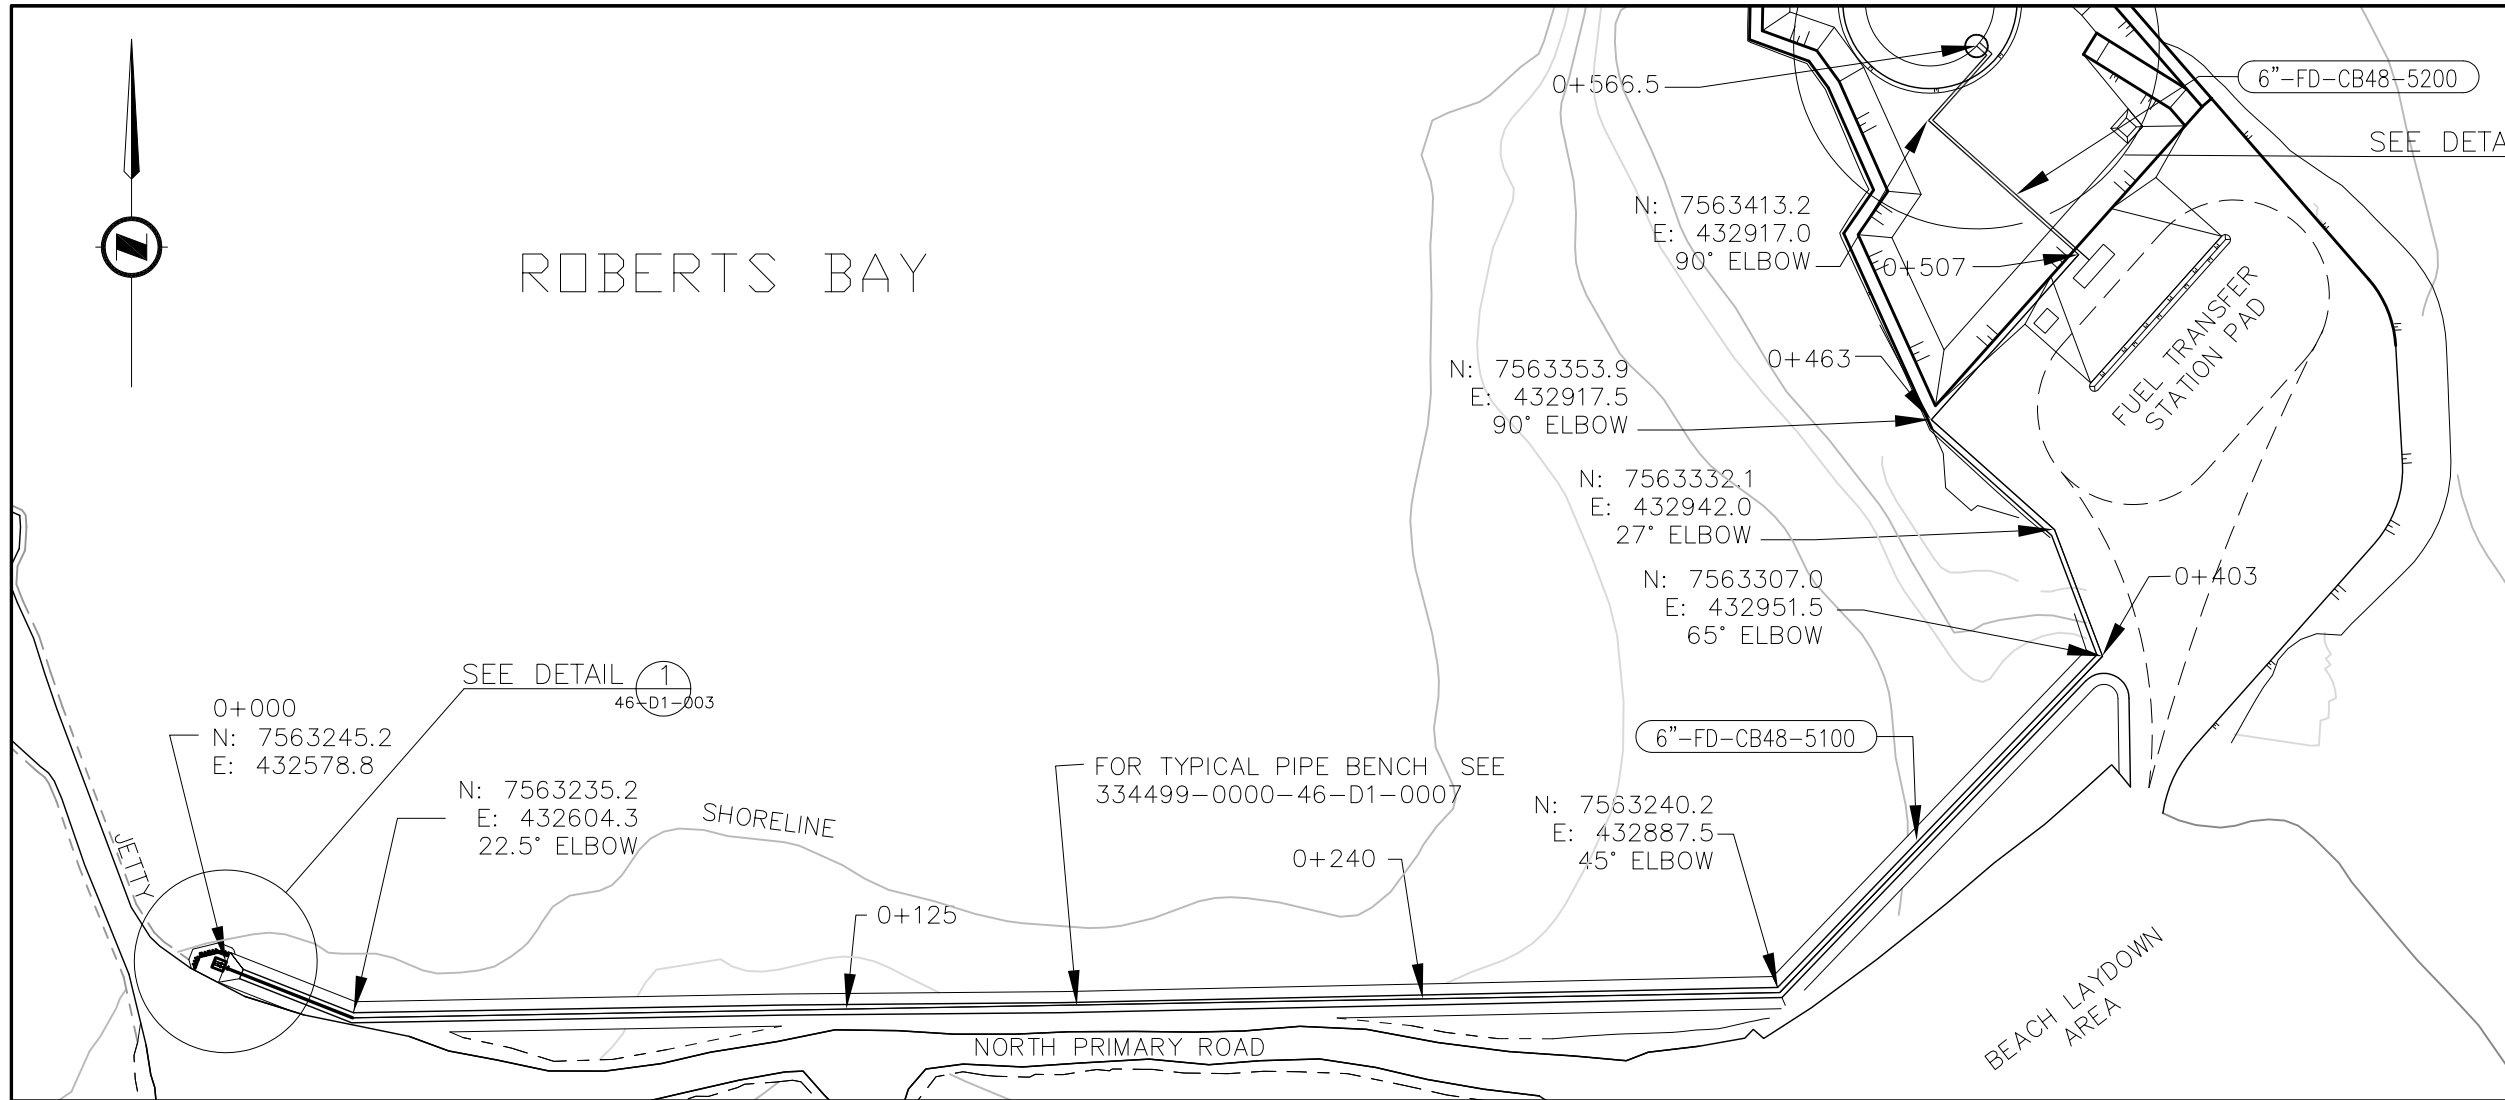 0+566.5
6"-FD-CB48-5200
SEE DETA
N: 7563413.2
E: 432917.0
90° ELBOW
0+507
ROBERTS BAY
N
FUEL TRANSFER
STATION PAD
0+463
N: 7563353.9
E: 432917.5
90° ELBOW
N: 7563332.1
E: 432942.0
27° ELBOW
N: 7563307.0
E: 432951.5
65° ELBOW
0+403
SEE DETAIL 1
46-D1-003
0+000
N: 7563245.2
E: 432578.8
6"-FD-CB48-5100
N: 7563235.2
E: 432604.3
22.5° ELBOW
SHORELINE
FOR TYPICAL PIPE BENCH SEE
334499-0000-46-D1-0007
N: 7563240.2
E: 432887.5
45° ELBOW
JETTY
0+240
0+125
NORTH PRIMARY ROAD
BEACH LAYDOWN
AREA